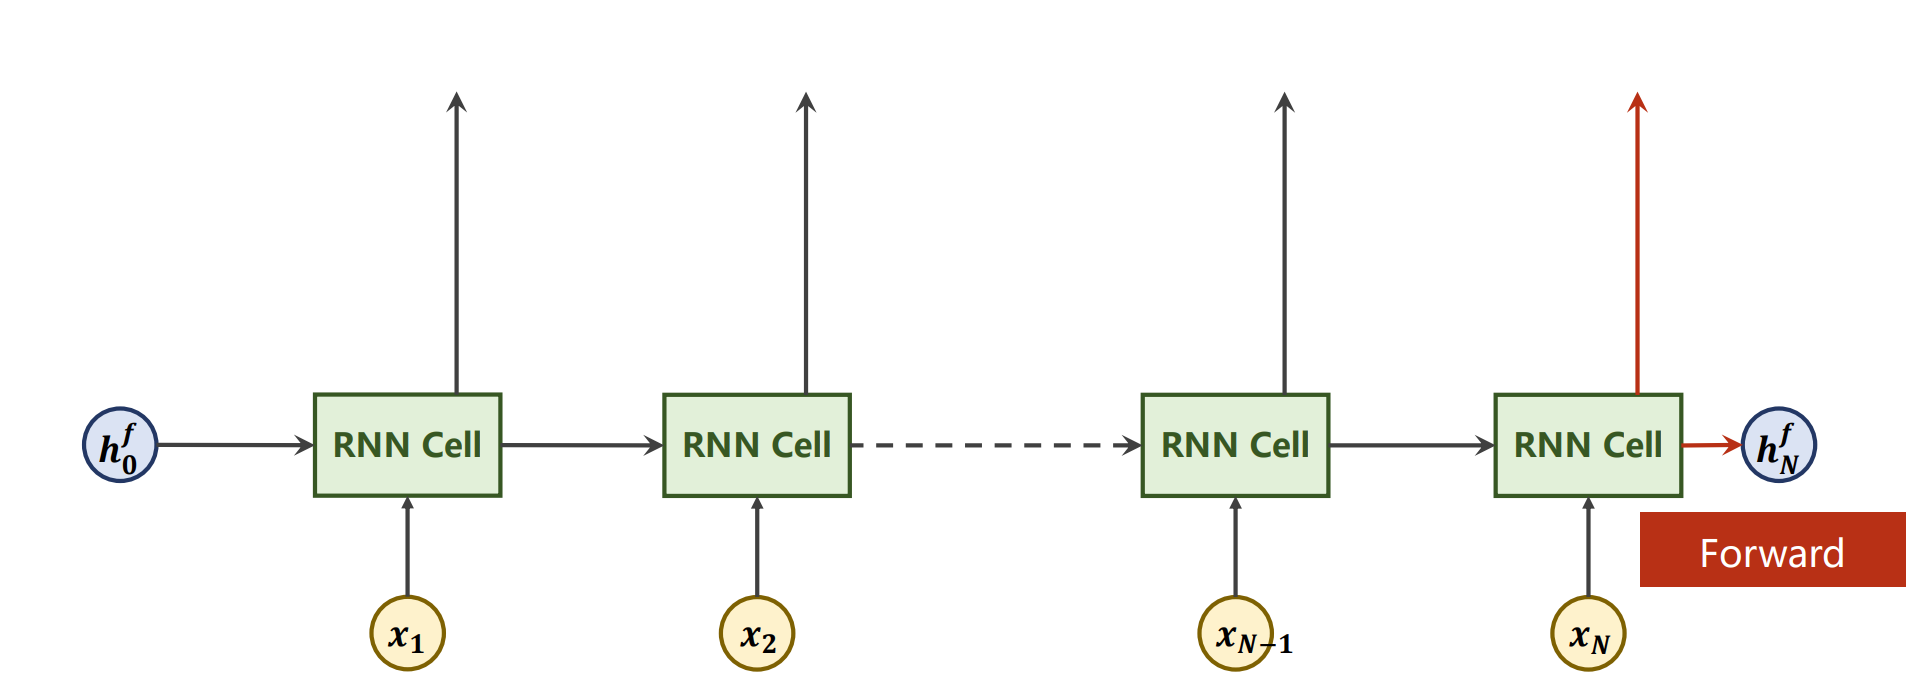 h_0^f
RNN Cell
RNN Cell
RNN Cell
RNN Cell
h_N^f
Forward
x_1
x_2
x_{N-1}
x_N